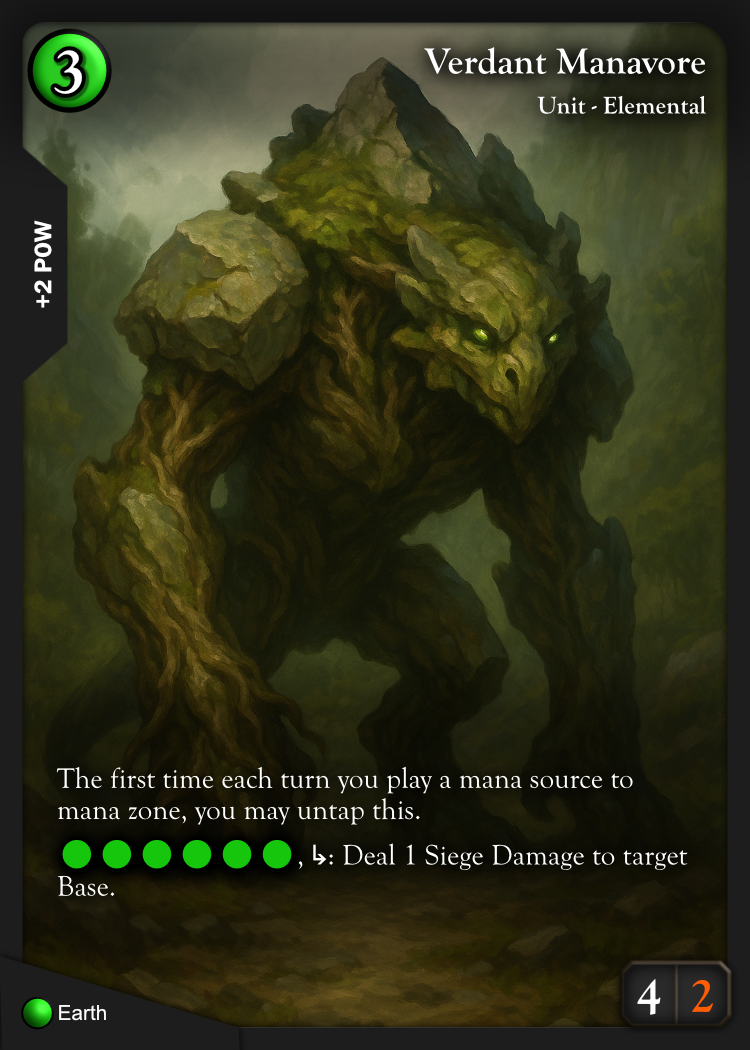 3
Verdant Manavore
Unit - Elemental
+2 POW
The first time each turn you play a mana source to
mana zone, you may untap this.
, ↳: Deal 1 Siege Damage to target
Base.
4 2
Earth